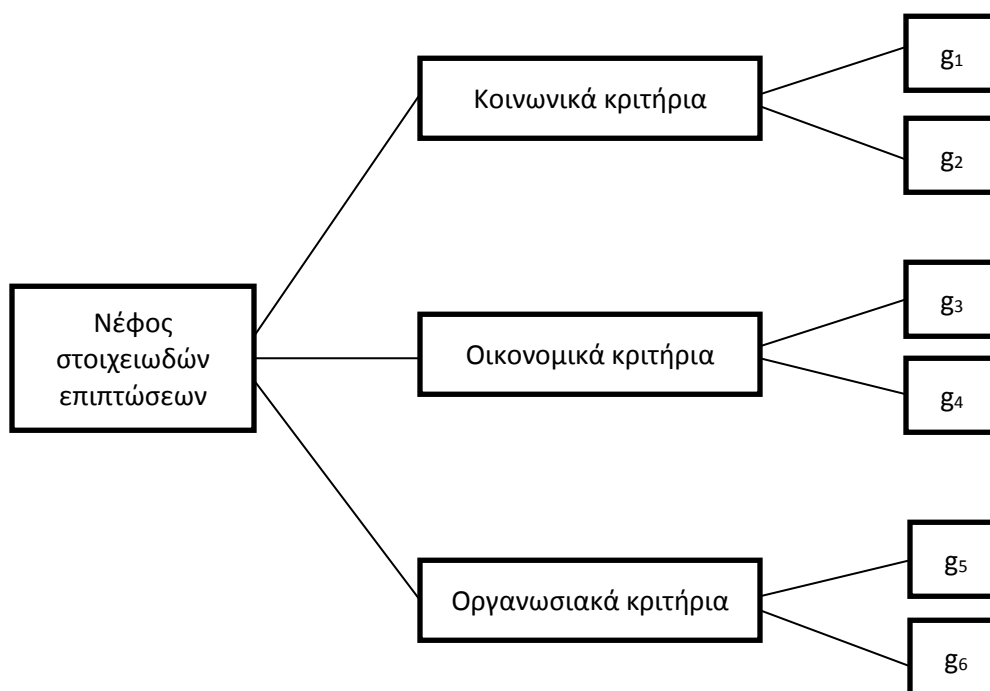 Νέφος
στοιχειωδών
επιπτώσεων
Κοινωνικά κριτήρια
g1
g2
Οικονομικά κριτήρια
g3
g4
Οργανωσιακά κριτήρια
g5
g6